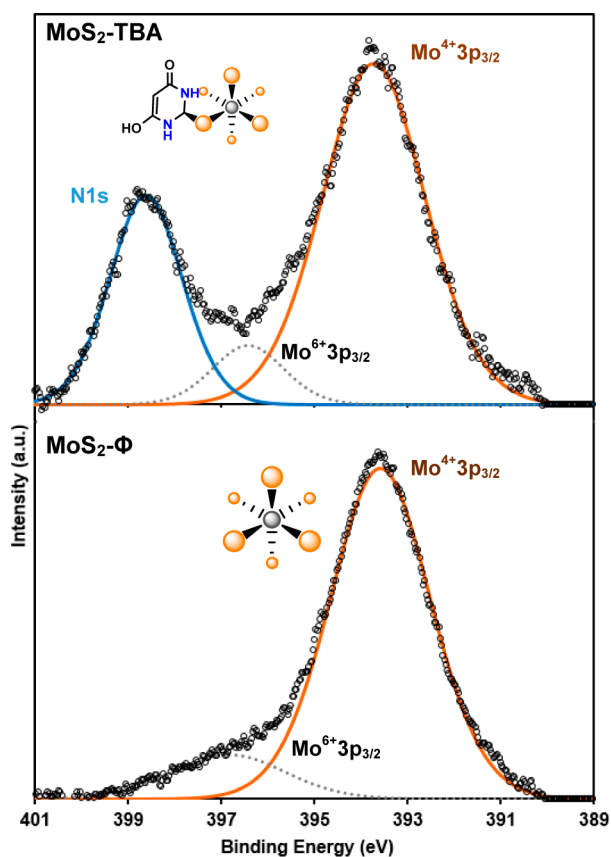 MoS₂-TBA
Mo⁴⁺3p₃/₂
O
NH
HO
N
H
N1s
Mo⁶⁺3p₃/₂
MoS₂-Φ
Mo⁴⁺3p₃/₂
Mo⁶⁺3p₃/₂
Intensity (a.u.)
401 399 397 395 393 391 389
Binding Energy (eV)